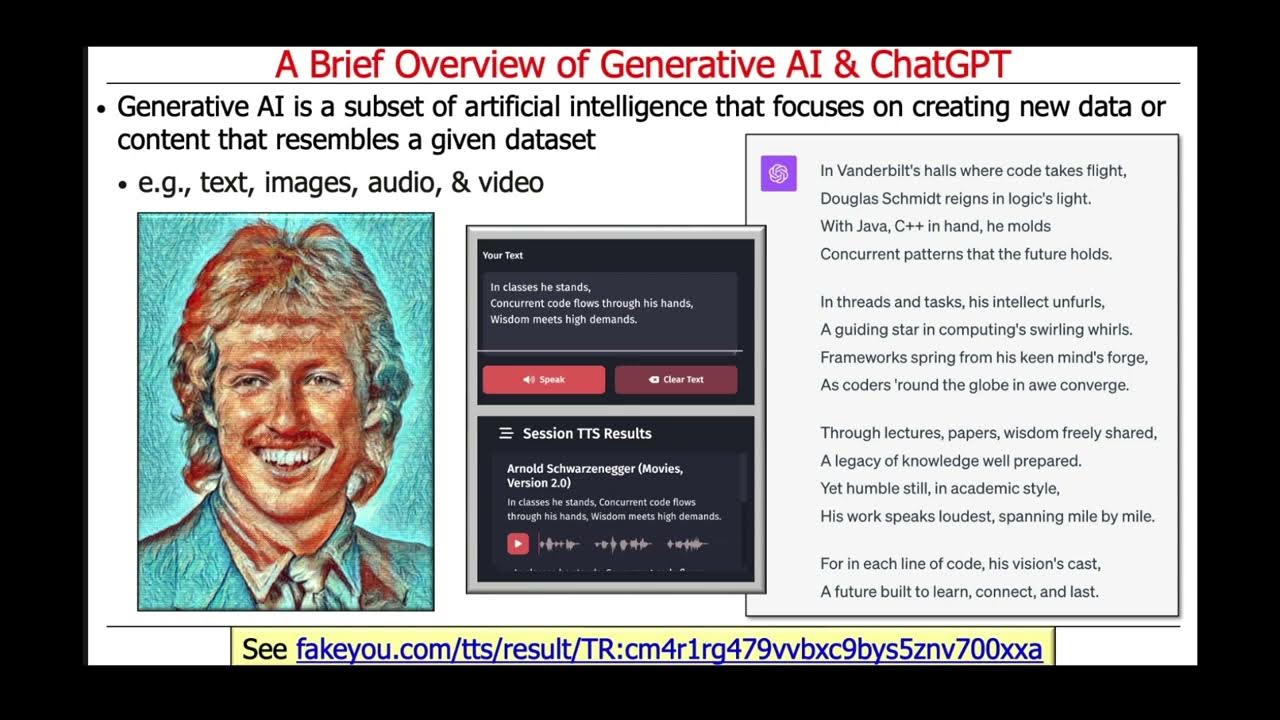 A Brief Overview of Generative AI & ChatGPT
• Generative AI is a subset of artificial intelligence that focuses on creating new data or
content that resembles a given dataset
• e.g., text, images, audio, & video
Your Text
In classes he stands,
Concurrent code flows through his hands,
Wisdom meets high demands.
Speak
Clear Text
Session TTS Results
Arnold Schwarzenegger (Movies,
Version 2.0)
In classes he stands, Concurrent code flows
through his hands, Wisdom meets high demands.
In Vanderbilt's halls where code takes flight,
Douglas Schmidt reigns in logic's light.
With Java, C++ in hand, he molds
Concurrent patterns that the future holds.
In threads and tasks, his intellect unfurls,
A guiding star in computing's swirling whirls.
Frameworks spring from his keen mind's forge,
As coders 'round the globe in awe converge.
Through lectures, papers, wisdom freely shared,
A legacy of knowledge well prepared.
Yet humble still, in academic style,
His work speaks loudest, spanning mile by mile.
For in each line of code, his vision's cast,
A future built to learn, connect, and last.
See fakeyou.com/tts/result/TR:cm4r1rg479vvbxc9bys5znv700xxa